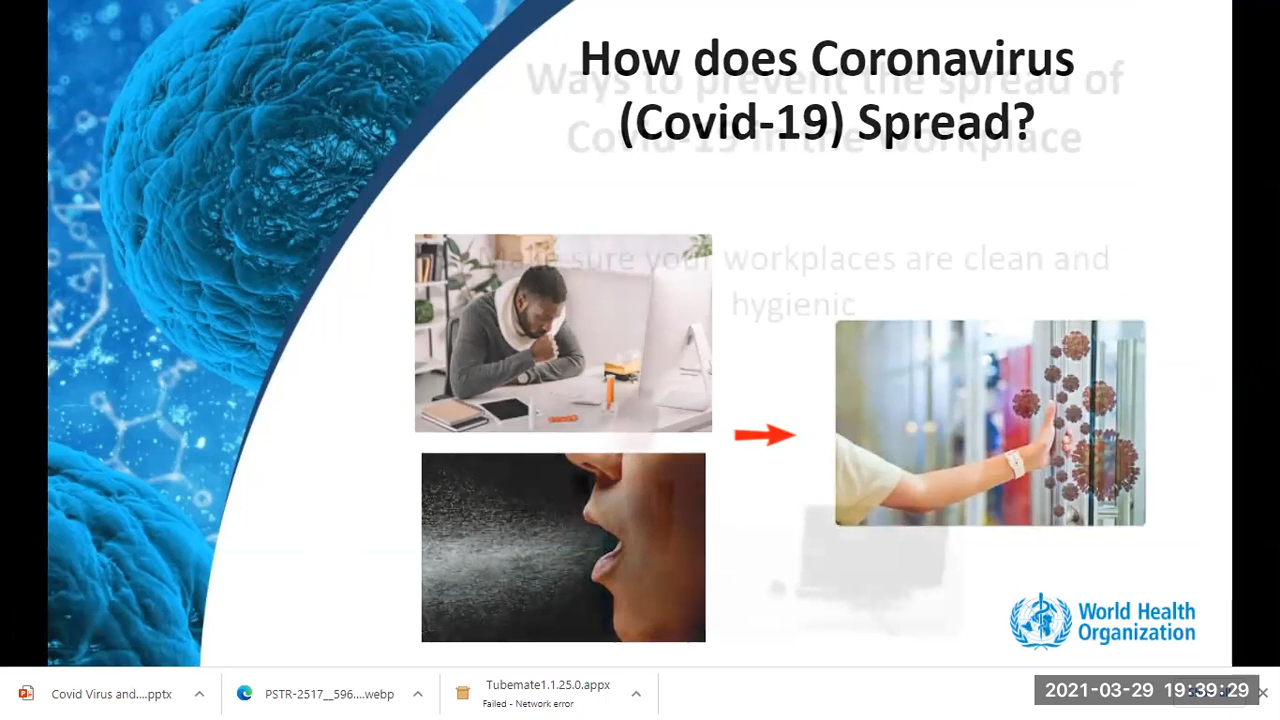 How does Coronavirus
(Covid-19) Spread?
Ways to prevent the spread of
Covid-19 in the Workplace
Make sure your workplaces are clean and
hygienic
World Health
Organization
Covid Virus and....pptx
PSTR-2517__596....webp
Tubemate1.1.25.0.appx
Failed - Network error
2021-03-29 19:39:29